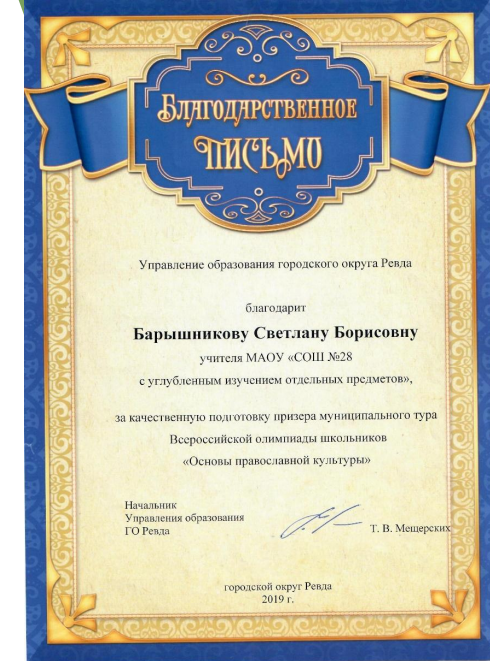 Благодарственное
письмо
Управление образования городского округа Ревда
благодарит
Барышникову Светлану Борисовну
учителя МАОУ «СОШ №28
с углубленным изучением отдельных предметов»,
за качественную подготовку призера муниципального тура
Всероссийской олимпиады школьников
«Основы православной культуры»
Начальник
Управления образования
ГО Ревда
Т. В. Мещерских
городской округ Ревда
2019 г.